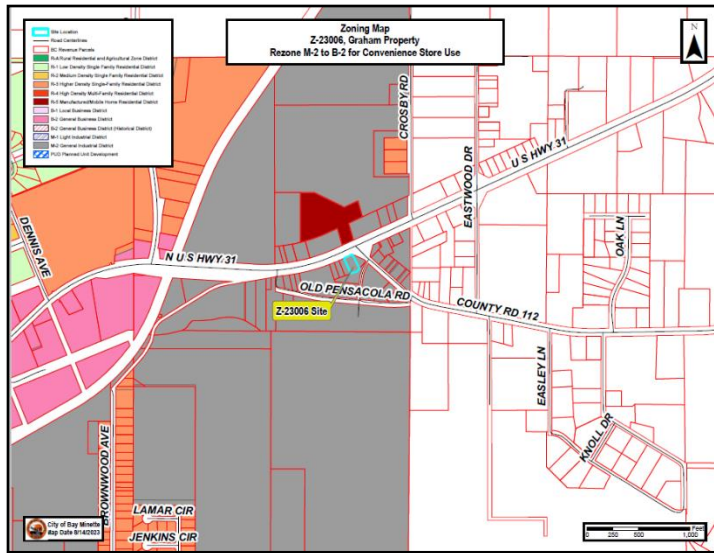 Zoning Map
Z-23006, Graham Property
Rezone M-2 to B-2 for Convenience Store Use
N
Site Location
Road Centerlines
BC Revenue Parcels
R-A Rural Residential and Agricultural Zone District
R-1 Low Density Single Family Residential District
R-2 Medium Density Single Family Residential District
R-3 Higher Density Single-Family Residential District
R-4 High Density Multi-Family Residential District
R-5 Manufactured/Mobile Home Residential District
B-1 Local Business District
B-2 General Business District
B-2 General Business District (Historical District)
M-1 Light Industrial District
M-2 General Industrial District
PUD Planned Unit Development
CROSBY RD
EASTWOOD DR
U S HWY 31
DENNIS AVE
N U S HWY 31
OAK LN
OLD PENSACOLA RD
COUNTY RD 112
Z-23006 Site
EASLEY LN
KNOLL DR
BROWNWOOD AVE
LAMAR CIR
JENKINS CIR
City of Bay Minette
Map Date 6/14/2023
Feet
0 250 500 1,000